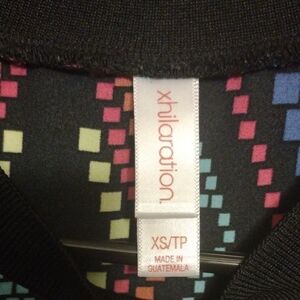 xhilaration.
XS/TP
MADE IN
GUATEMALA